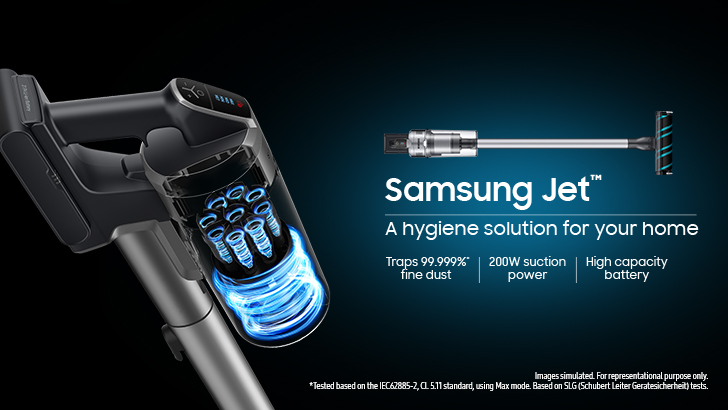 Samsung Jet™
A hygiene solution for your home
Traps 99.999%*
fine dust
200W suction
power
High capacity
battery
Images simulated. For representational purpose only.
*Tested based on the IEC62885-2, Cl. 5.11 standard, using Max mode. Based on SLG (Schubert Leiter Geratesicherheit) tests.